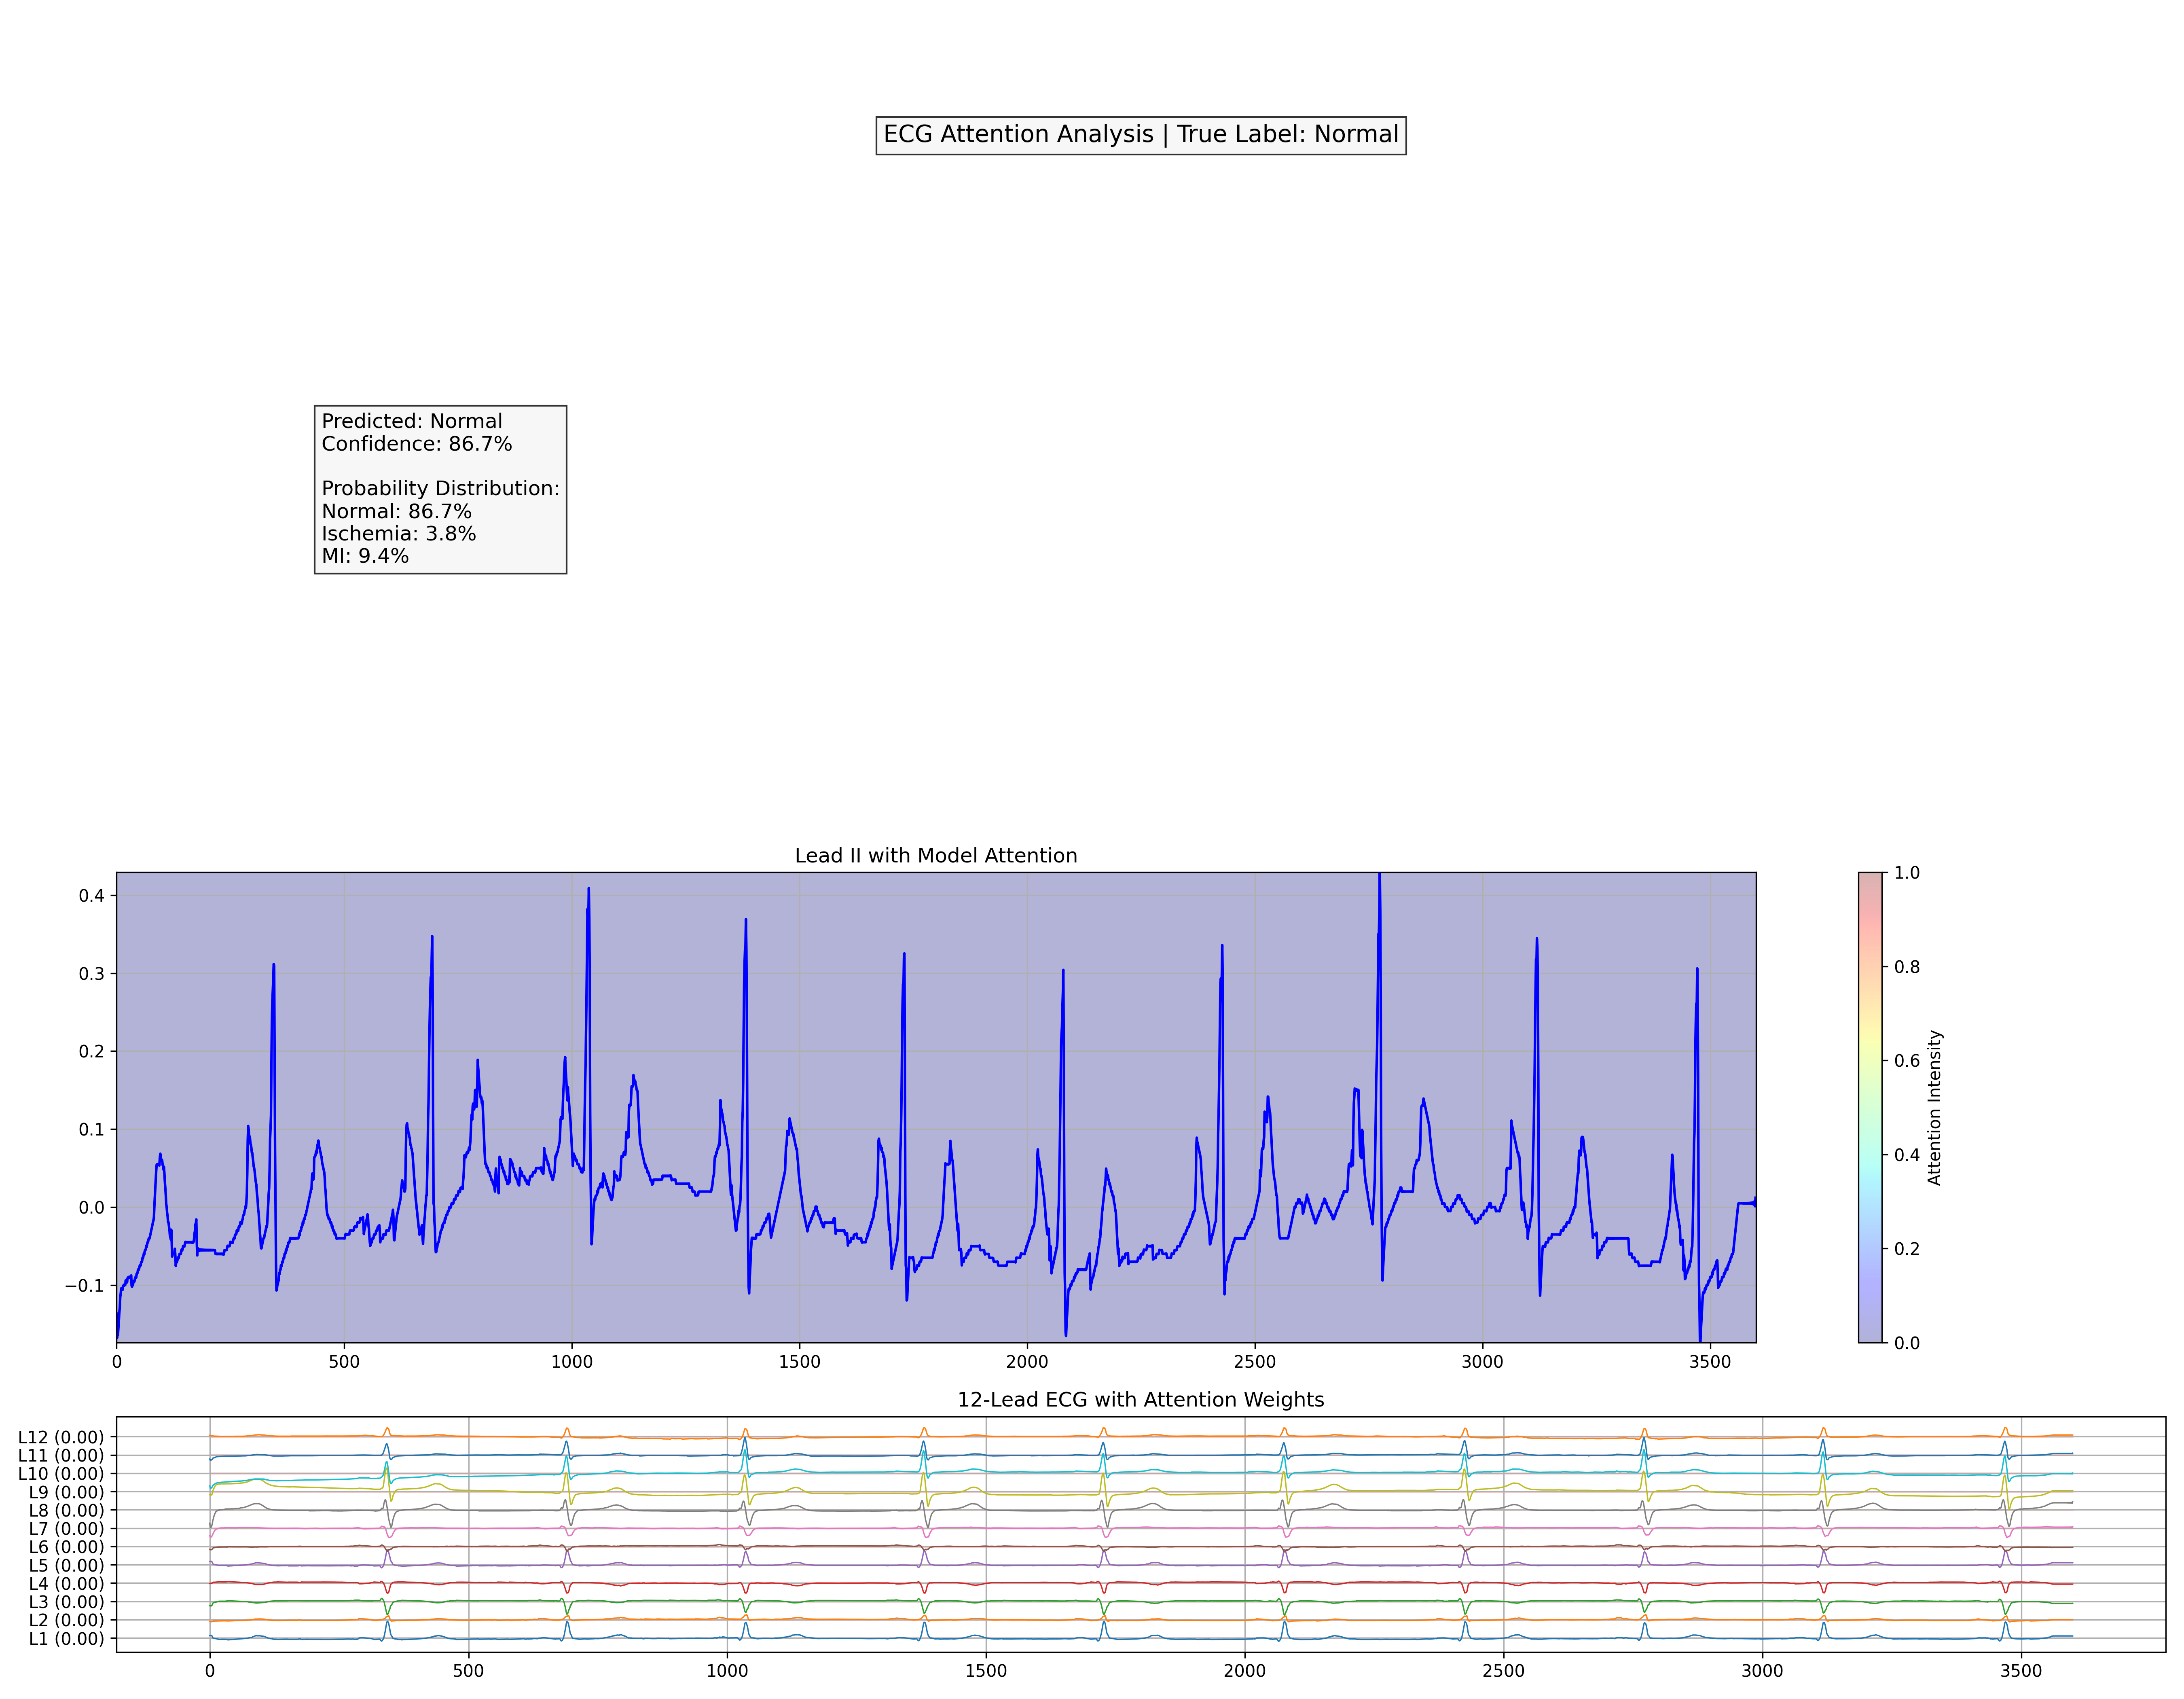 ECG Attention Analysis | True Label: Normal
Predicted: Normal
Confidence: 86.7%
Probability Distribution:
Normal: 86.7%
Ischemia: 3.8%
MI: 9.4%
Lead II with Model Attention
0.4
0.3
0.2
0.1
0.0
−0.1
0 500 1000 1500 2000 2500 3000 3500
1.0
0.8
0.6
0.4
0.2
0.0
Attention Intensity
12-Lead ECG with Attention Weights
L12 (0.00)
L11 (0.00)
L10 (0.00)
L9 (0.00)
L8 (0.00)
L7 (0.00)
L6 (0.00)
L5 (0.00)
L4 (0.00)
L3 (0.00)
L2 (0.00)
L1 (0.00)
0 500 1000 1500 2000 2500 3000 3500